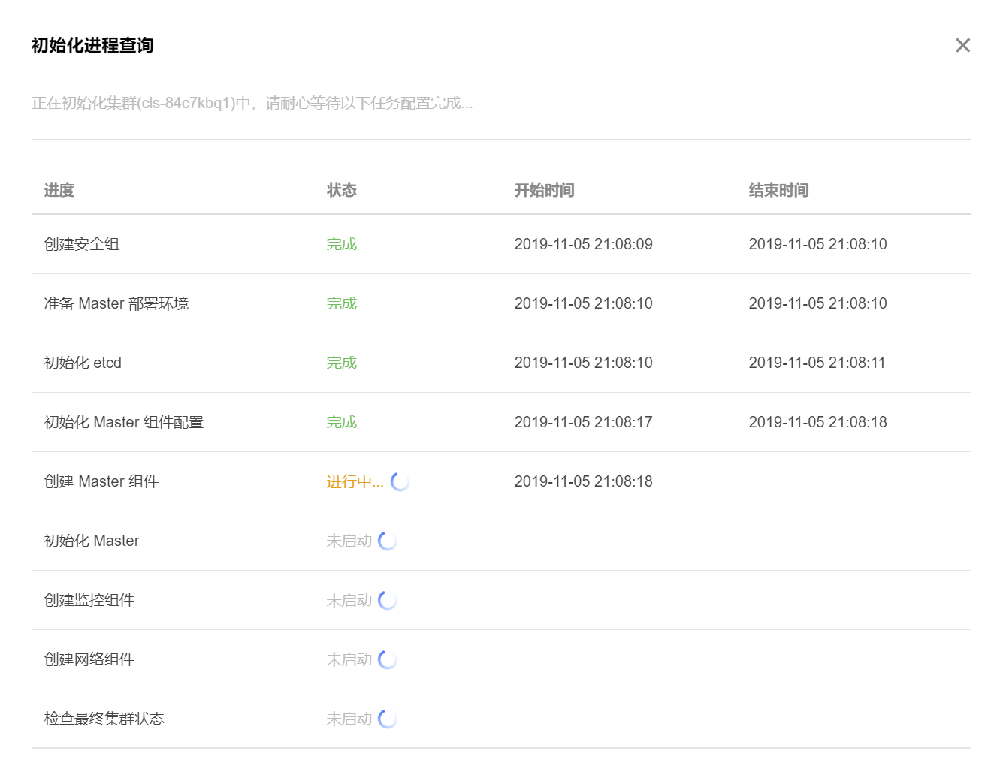 初始化进程查询
正在初始化集群(cls-84c7kbq1)中，请耐心等待以下任务配置完成...
进度 状态 开始时间 结束时间
创建安全组 完成 2019-11-05 21:08:09 2019-11-05 21:08:10
准备 Master 部署环境 完成 2019-11-05 21:08:10 2019-11-05 21:08:10
初始化 etcd 完成 2019-11-05 21:08:10 2019-11-05 21:08:11
初始化 Master 组件配置 完成 2019-11-05 21:08:17 2019-11-05 21:08:18
创建 Master 组件 进行中... 2019-11-05 21:08:18
初始化 Master 未启动
创建监控组件 未启动
创建网络组件 未启动
检查最终集群状态 未启动